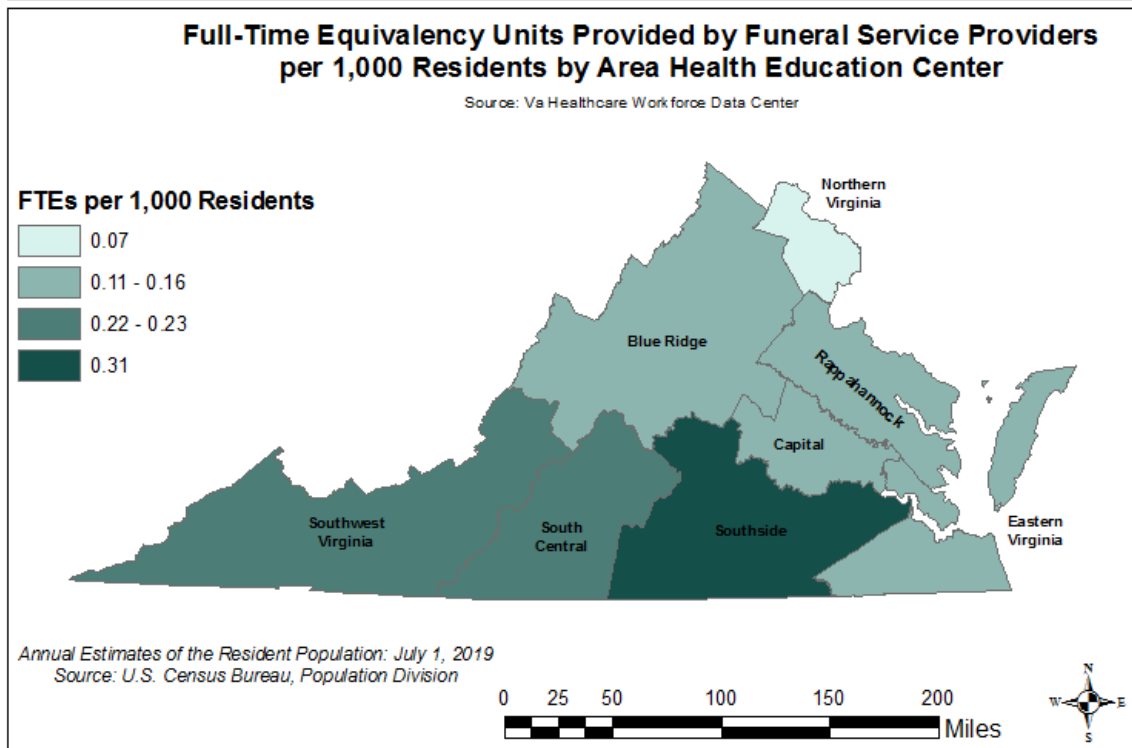 Full-Time Equivalency Units Provided by Funeral Service Providers
per 1,000 Residents by Area Health Education Center
Source: Va Healthcare Workforce Data Center
FTEs per 1,000 Residents
0.07
0.11 - 0.16
0.22 - 0.23
0.31
Northern
Virginia
Blue Ridge
Rappahannock
Capital
Southwest
Virginia
South
Central
Southside
Eastern
Virginia
Annual Estimates of the Resident Population: July 1, 2019
Source: U.S. Census Bureau, Population Division
0 25 50 100 150 200
Miles
N
W E
S